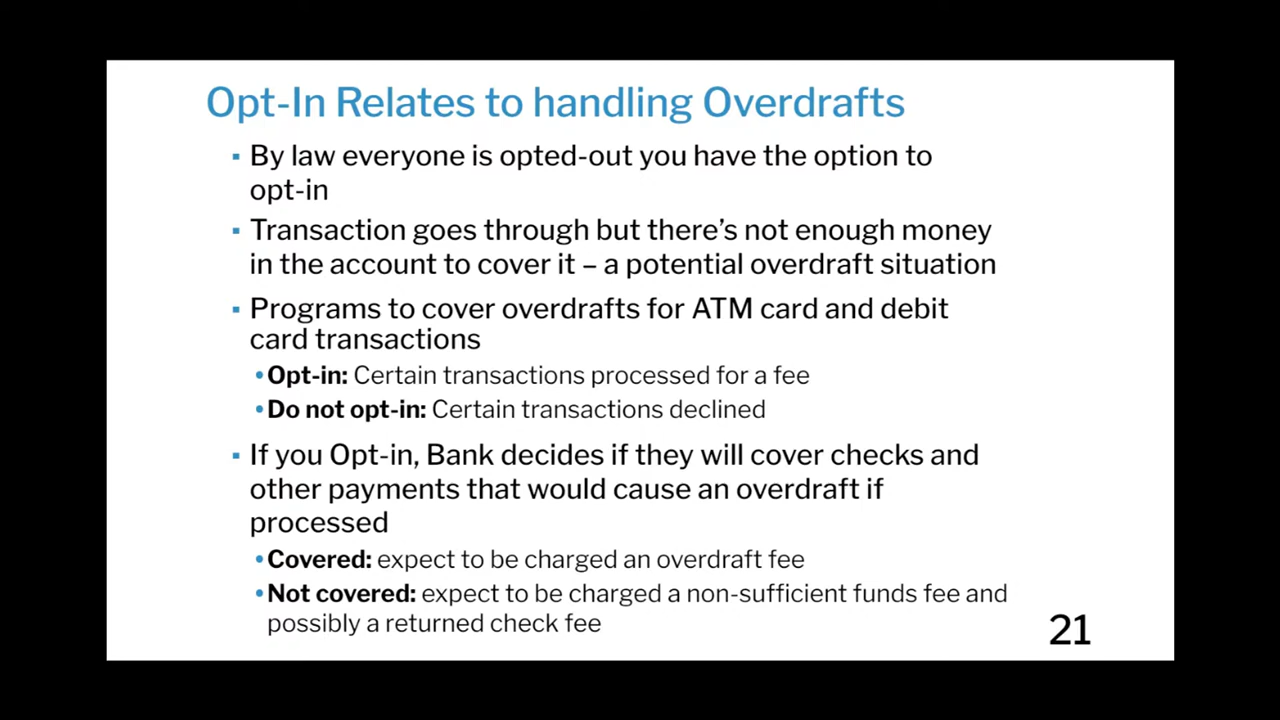 Opt-In Relates to handling Overdrafts
▪ By law everyone is opted-out you have the option to
opt-in
▪ Transaction goes through but there’s not enough money
in the account to cover it – a potential overdraft situation
▪ Programs to cover overdrafts for ATM card and debit
card transactions
•Opt-in: Certain transactions processed for a fee
•Do not opt-in: Certain transactions declined
▪ If you Opt-in, Bank decides if they will cover checks and
other payments that would cause an overdraft if
processed
•Covered: expect to be charged an overdraft fee
•Not covered: expect to be charged a non-sufficient funds fee and
possibly a returned check fee
21